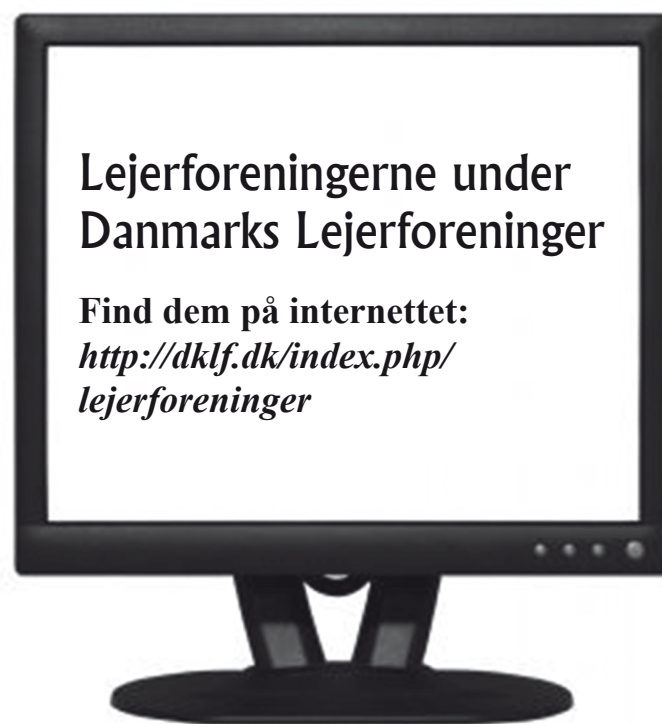 Lejerforeningerne under
Danmarks Lejerforeninger
Find dem på internettet:
http://dklf.dk/index.php/
lejerforeninger